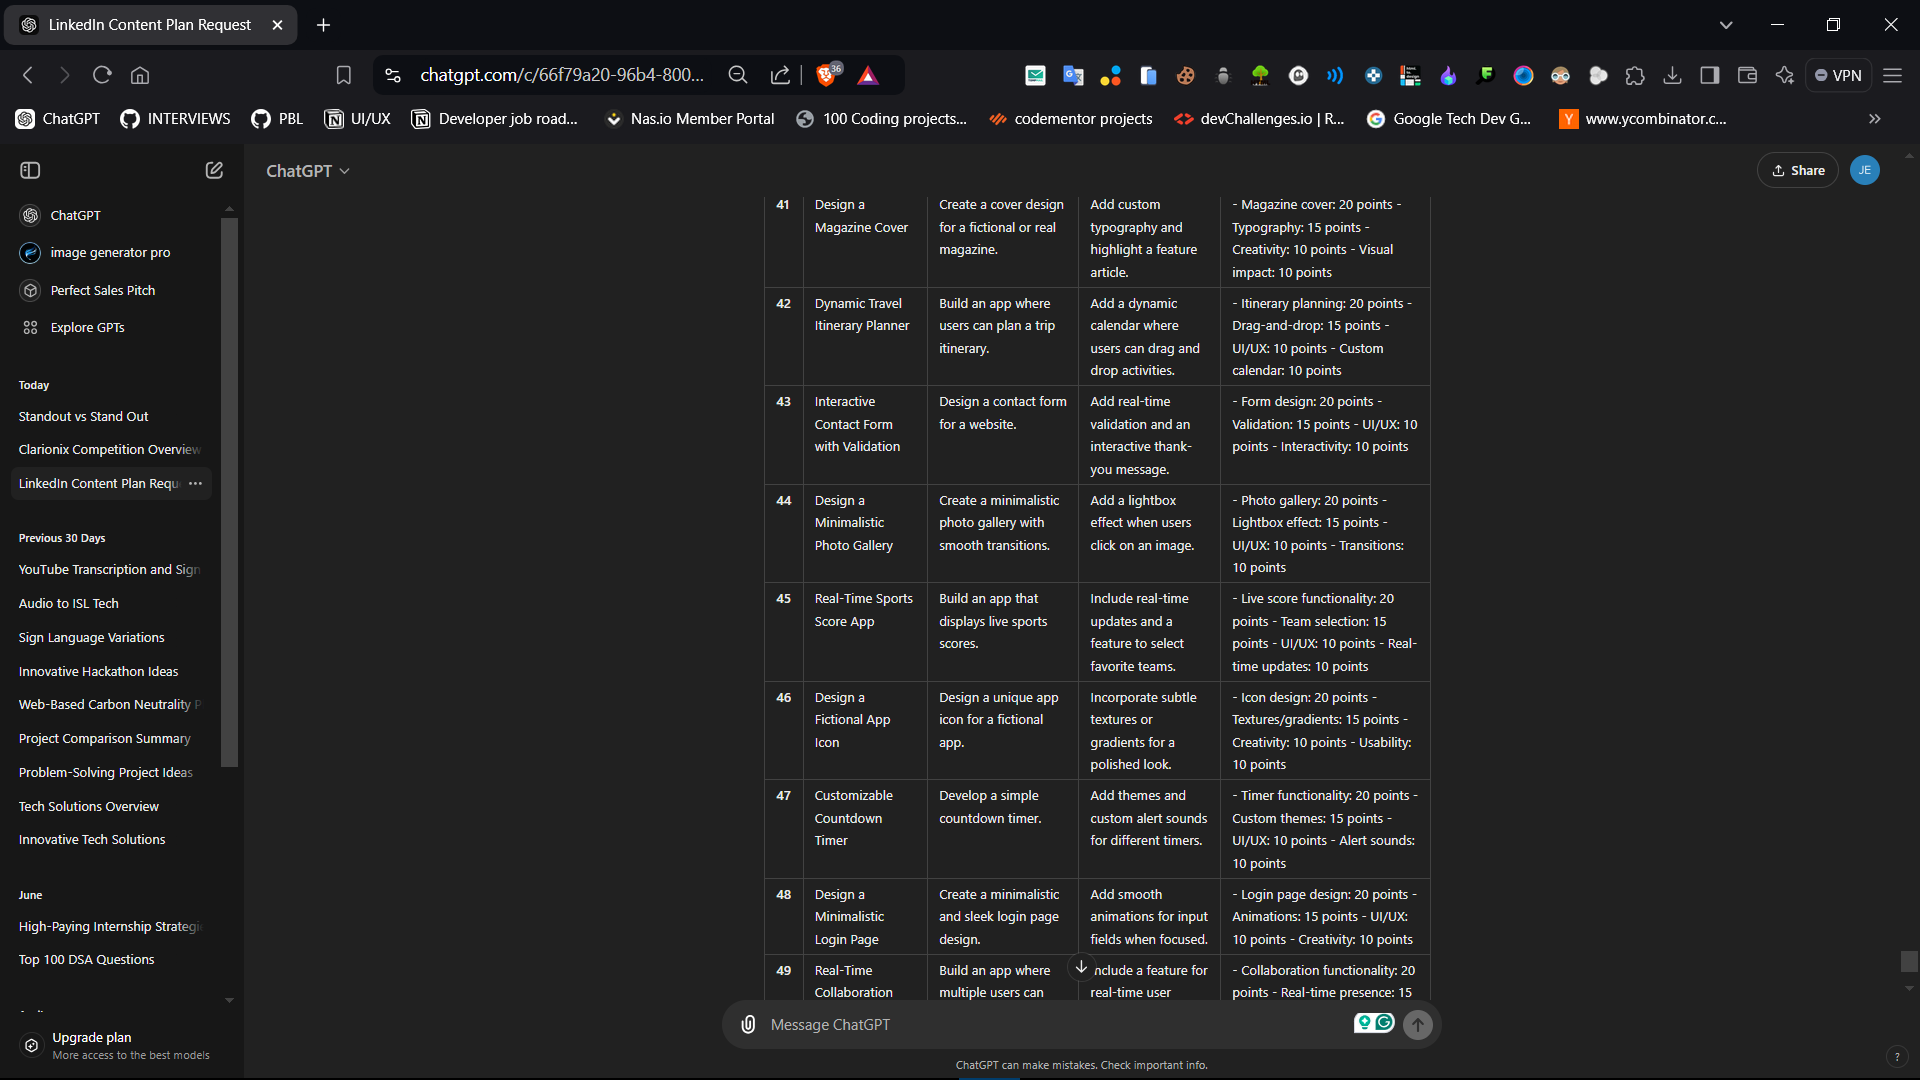 LinkedIn Content Plan Request
chatgpt.com/c/66f79a20-96b4-800...
36
VPN
ChatGPT
INTERVIEWS
PBL
UI/UX
Developer job road...
Nas.io Member Portal
100 Coding projects...
codementor projects
devChallenges.io | R...
Google Tech Dev G...
www.ycombinator.c...
ChatGPT
image generator pro
Perfect Sales Pitch
Explore GPTs
Today
Standout vs Stand Out
Clarionix Competition Overview
LinkedIn Content Plan Requ
Previous 30 Days
YouTube Transcription and Sign
Audio to ISL Tech
Sign Language Variations
Innovative Hackathon Ideas
Web-Based Carbon Neutrality P
Project Comparison Summary
Problem-Solving Project Ideas
Tech Solutions Overview
Innovative Tech Solutions
June
High-Paying Internship Strategi
Top 100 DSA Questions
Upgrade plan
More access to the best models
ChatGPT
Share
JE
41
Design a
Magazine Cover
Create a cover design
for a fictional or real
magazine.
Add custom
typography and
highlight a feature
article.
- Magazine cover: 20 points -
Typography: 15 points -
Creativity: 10 points - Visual
impact: 10 points
42
Dynamic Travel
Itinerary Planner
Build an app where
users can plan a trip
itinerary.
Add a dynamic
calendar where
users can drag and
drop activities.
- Itinerary planning: 20 points -
Drag-and-drop: 15 points -
UI/UX: 10 points - Custom
calendar: 10 points
43
Interactive
Contact Form
with Validation
Design a contact form
for a website.
Add real-time
validation and an
interactive thank-
you message.
- Form design: 20 points -
Validation: 15 points - UI/UX: 10
points - Interactivity: 10 points
44
Design a
Minimalistic
Photo Gallery
Create a minimalistic
photo gallery with
smooth transitions.
Add a lightbox
effect when users
click on an image.
- Photo gallery: 20 points -
Lightbox effect: 15 points -
UI/UX: 10 points - Transitions:
10 points
45
Real-Time Sports
Score App
Build an app that
displays live sports
scores.
Include real-time
updates and a
feature to select
favorite teams.
- Live score functionality: 20
points - Team selection: 15
points - UI/UX: 10 points - Real-
time updates: 10 points
46
Design a
Fictional App
Icon
Design a unique app
icon for a fictional
app.
Incorporate subtle
textures or
gradients for a
polished look.
- Icon design: 20 points -
Textures/gradients: 15 points -
Creativity: 10 points - Usability:
10 points
47
Customizable
Countdown
Timer
Develop a simple
countdown timer.
Add themes and
custom alert sounds
for different timers.
- Timer functionality: 20 points -
Custom themes: 15 points -
UI/UX: 10 points - Alert sounds:
10 points
48
Design a
Minimalistic
Login Page
Create a minimalistic
and sleek login page
design.
Add smooth
animations for input
fields when focused.
- Login page design: 20 points -
Animations: 15 points - UI/UX:
10 points - Creativity: 10 points
49
Real-Time
Collaboration
Build an app where
multiple users can
nclude a feature for
real-time user
- Collaboration functionality: 20
points - Real-time presence: 15
Message ChatGPT
ChatGPT can make mistakes. Check important info.
?